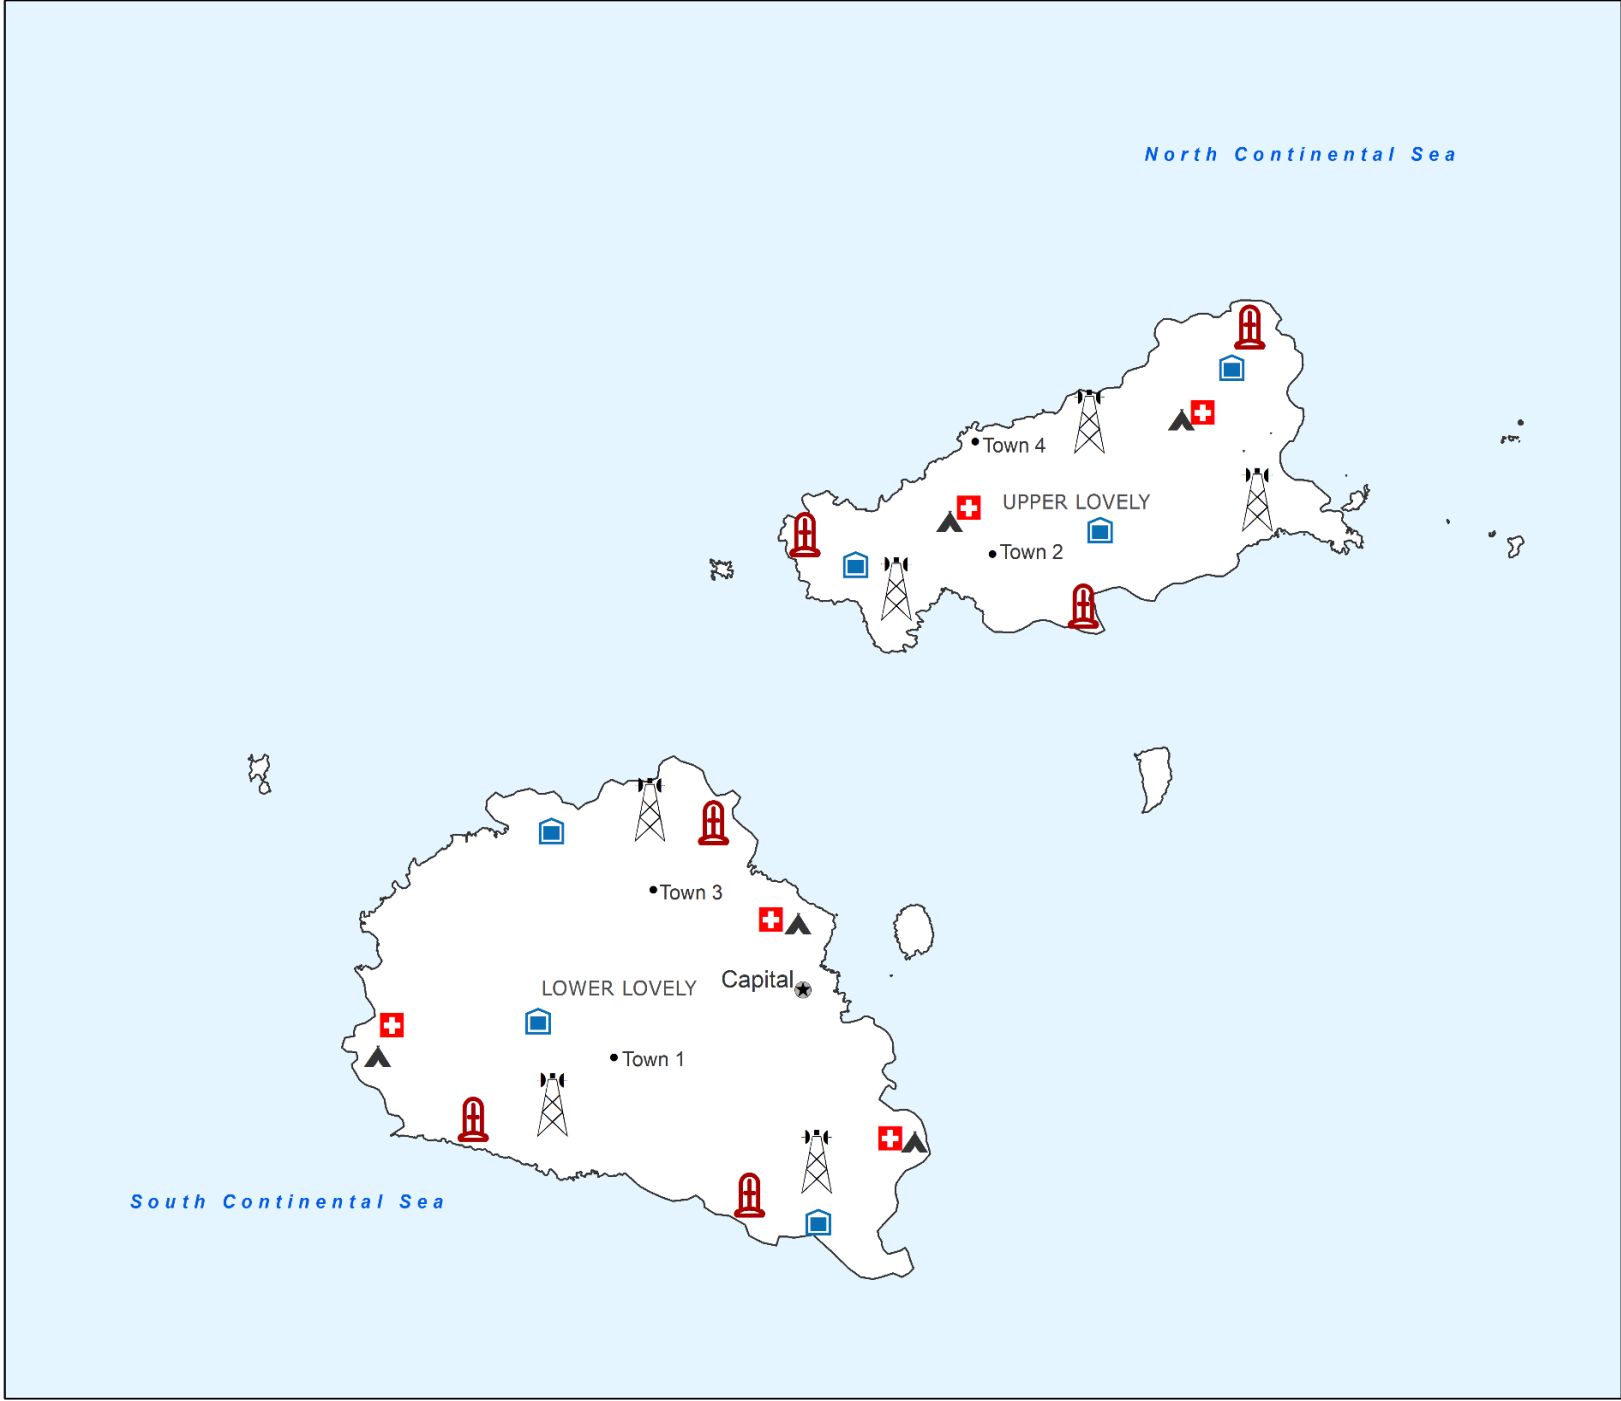 North Continental Sea
Town 4
UPPER LOVELY
Town 2
Town 3
Capital
LOWER LOVELY
Town 1
South Continental Sea